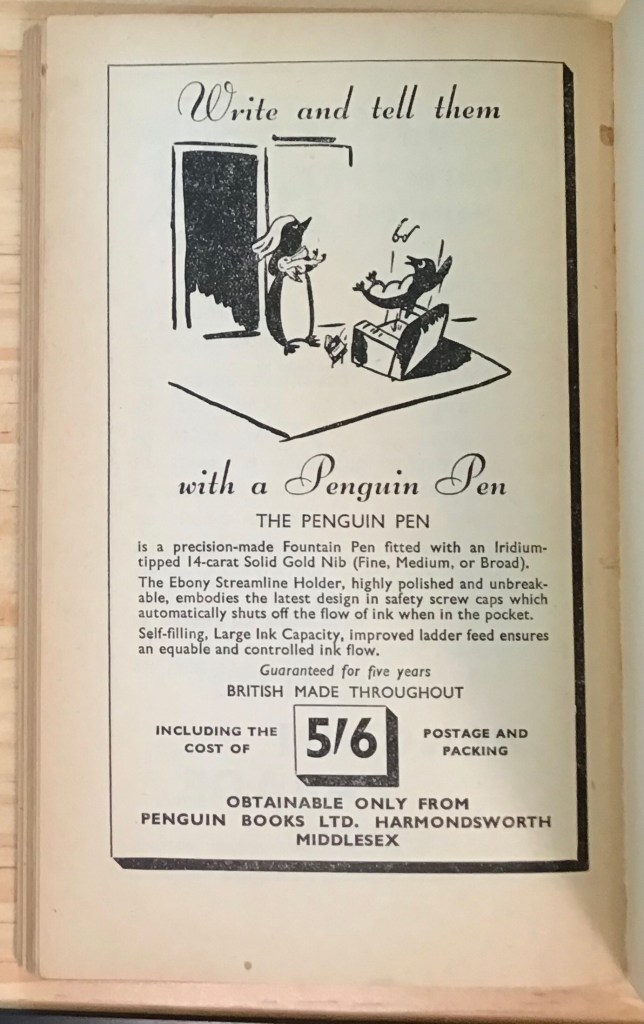 Write and tell them
with a Penguin Pen
THE PENGUIN PEN
is a precision-made Fountain Pen fitted with an Iridium-
tipped 14-carat Solid Gold Nib (Fine, Medium, or Broad).
The Ebony Streamline Holder, highly polished and unbreak-
able, embodies the latest design in safety screw caps which
automatically shuts off the flow of ink when in the pocket.
Self-filling, Large Ink Capacity, improved ladder feed ensures
an equable and controlled ink flow.
Guaranteed for five years
BRITISH MADE THROUGHOUT
INCLUDING THE
COST OF
5/6
POSTAGE AND
PACKING
OBTAINABLE ONLY FROM
PENGUIN BOOKS LTD. HARMONDSWORTH
MIDDLESEX